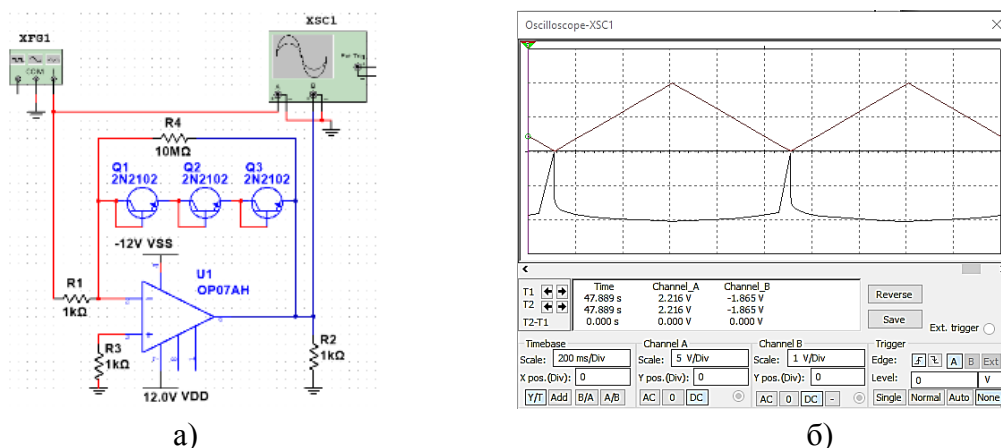 XFG1
COM
XSC1
Ext Trig
A
B
R4
10MΩ
Q1
2N2102
Q2
2N2102
Q3
2N2102
-12V VSS
U1
OP07AH
R1
1kΩ
R3
1kΩ
R2
1kΩ
12.0V VDD
а)
Oscilloscope-XSC1
T1
T2
T2-T1
Time Channel_A Channel_B
47.889 s 2.216 V -1.865 V
47.889 s 2.216 V -1.865 V
0.000 s 0.000 V 0.000 V
Reverse
Save
Ext. trigger
Timebase
Scale: 200 ms/Div
X pos.(Div): 0
Y/T Add B/A A/B
Channel A
Scale: 5 V/Div
Y pos.(Div): 0
AC 0 DC
Channel B
Scale: 1 V/Div
Y pos.(Div): 0
AC 0 DC -
Trigger
Edge: A B Ext
Level: 0 V
Single Normal Auto None
б)